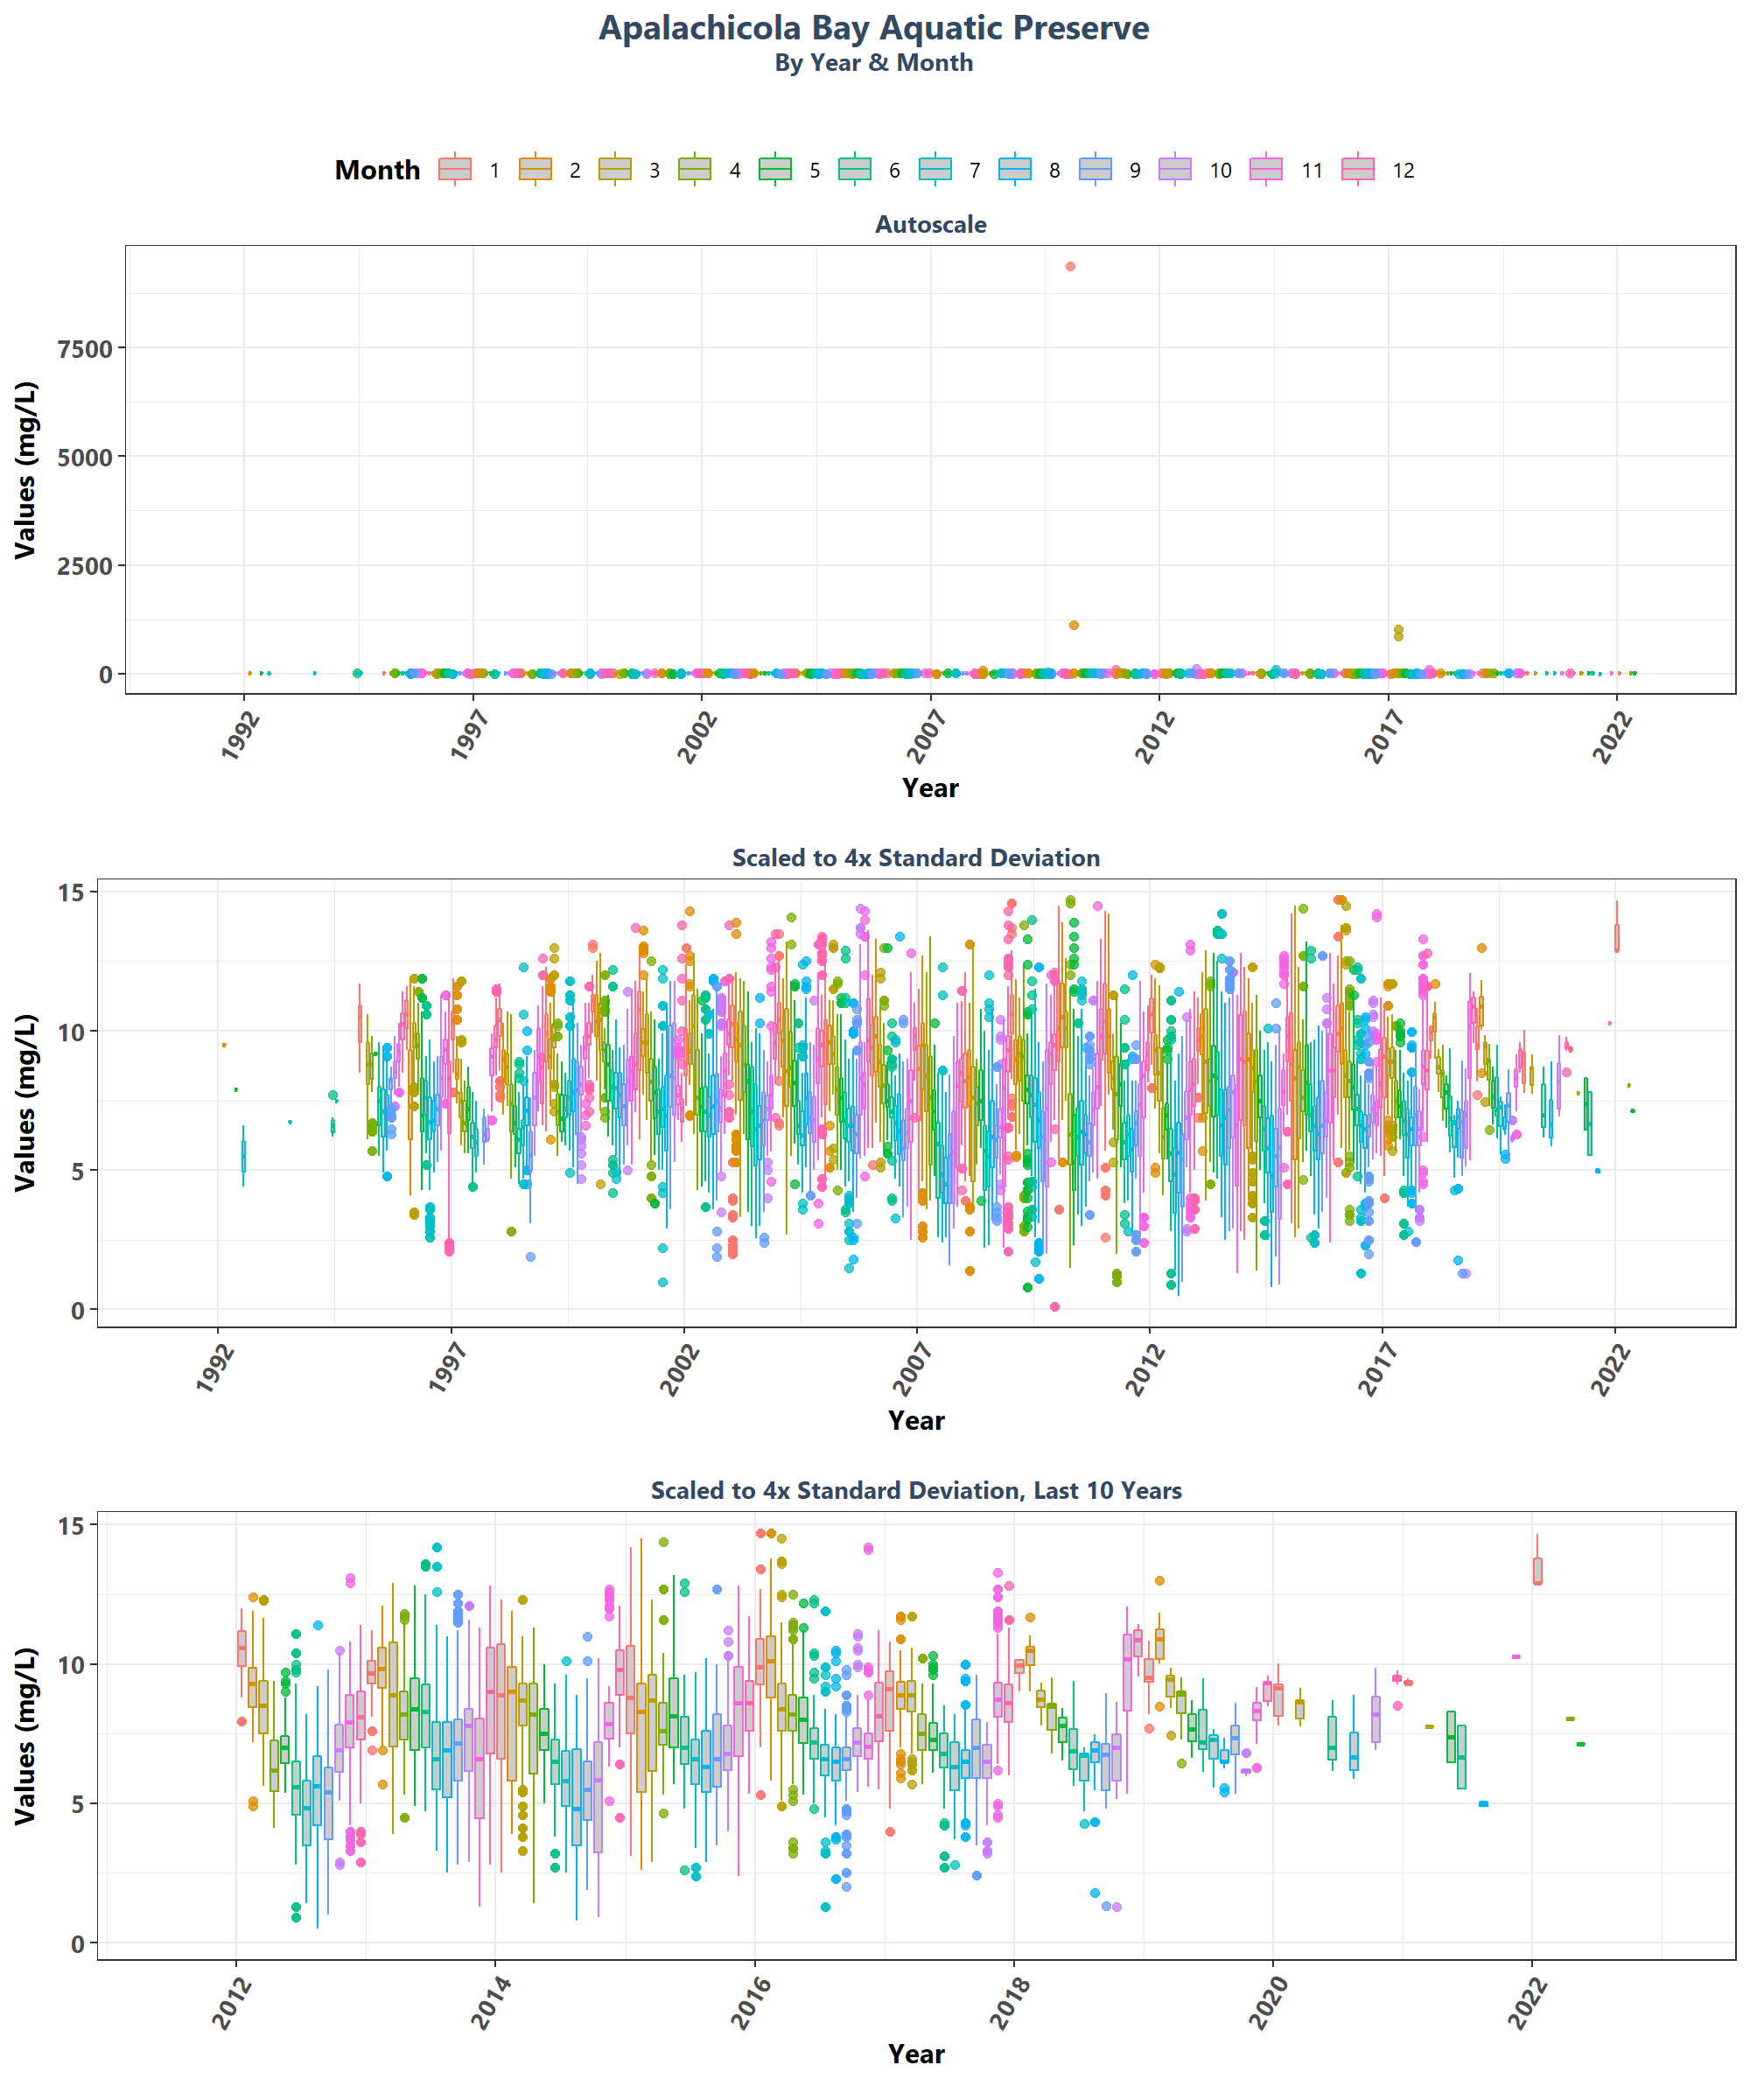 Apalachicola Bay Aquatic Preserve
By Year & Month
Month 1 2 3 4 5 6 7 8 9 10 11 12
Autoscale
Values (mg/L)
7500
5000
2500
0
1992 1997 2002 2007 2012 2017 2022
Year
Scaled to 4x Standard Deviation
Values (mg/L)
15
10
5
0
1992 1997 2002 2007 2012 2017 2022
Year
Scaled to 4x Standard Deviation, Last 10 Years
Values (mg/L)
15
10
5
0
2012 2014 2016 2018 2020 2022
Year